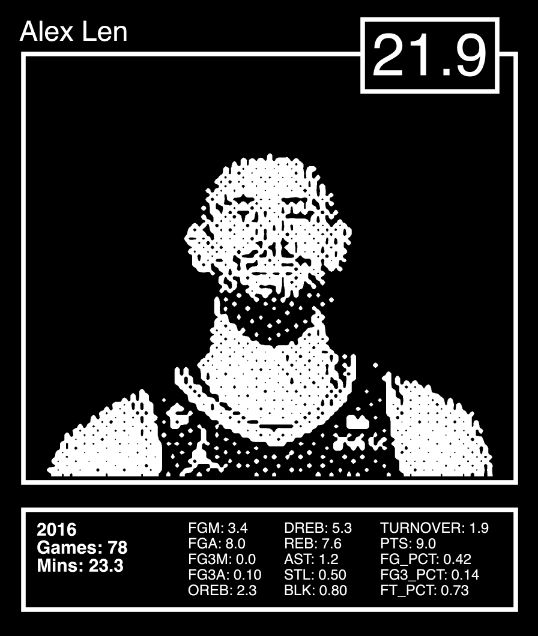 Alex Len
21.9
2016
Games: 78
Mins: 23.3
FGM: 3.4
FGA: 8.0
FG3M: 0.0
FG3A: 0.10
OREB: 2.3
DREB: 5.3
REB: 7.6
AST: 1.2
STL: 0.50
BLK: 0.80
TURNOVER: 1.9
PTS: 9.0
FG_PCT: 0.42
FG3_PCT: 0.14
FT_PCT: 0.73